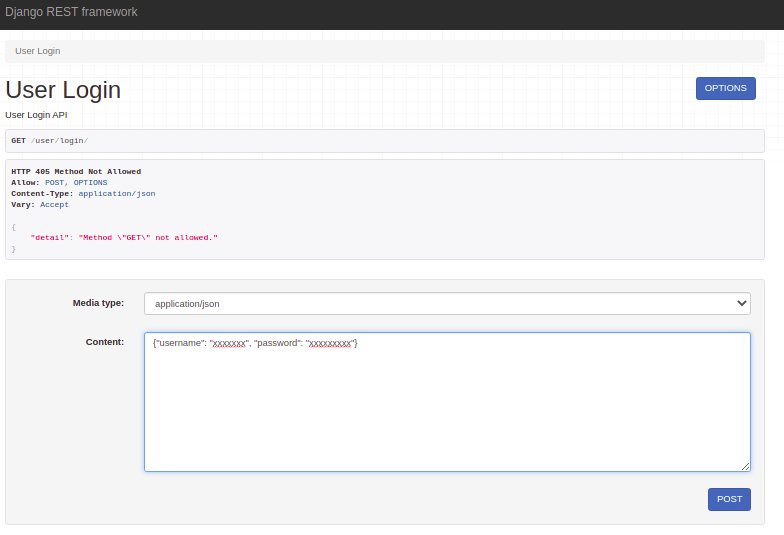 Django REST framework
User Login
User Login
OPTIONS
User Login API
GET /user/login/
HTTP 405 Method Not Allowed
Allow: POST, OPTIONS
Content-Type: application/json
Vary: Accept
{
    "detail": "Method \"GET\" not allowed."
}
Media type:
application/json
Content:
{"username": "xxxxxxx", "password": "xxxxxxxxx"}
POST